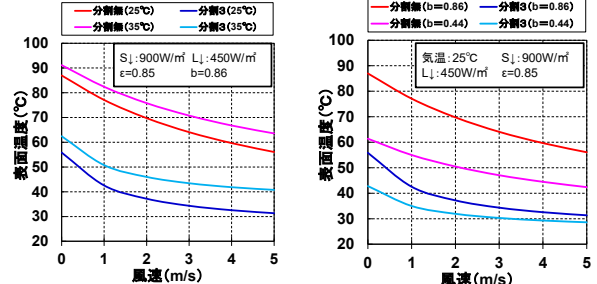 分割無(25℃) 分割3(25℃)
分割無(35℃) 分割3(35℃)
S↓:900W/㎡ L↓:450W/㎡
ε=0.85 b=0.86
表面温度(℃)
100
90
80
70
60
50
40
30
20
0 1 2 3 4 5
風速(m/s)
分割無(b=0.86) 分割3(b=0.86)
分割無(b=0.44) 分割3(b=0.44)
気温:25℃ S↓:900W/㎡
L↓:450W/㎡ ε=0.85
表面温度(℃)
100
90
80
70
60
50
40
30
20
0 1 2 3 4 5
風速(m/s)